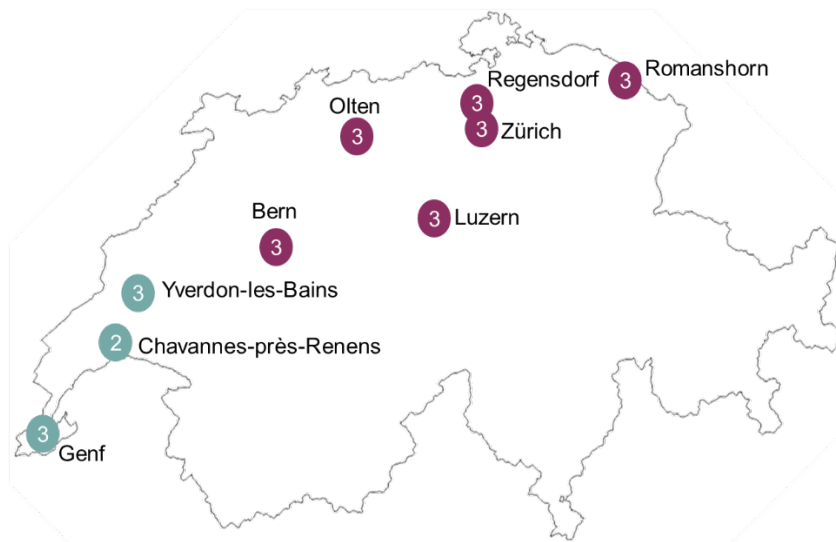 Regensdorf
3
Romanshorn
3
Olten
3
3
Zürich
Bern
3
3
Luzern
3
Yverdon-les-Bains
2
Chavannes-près-Renens
3
Genf